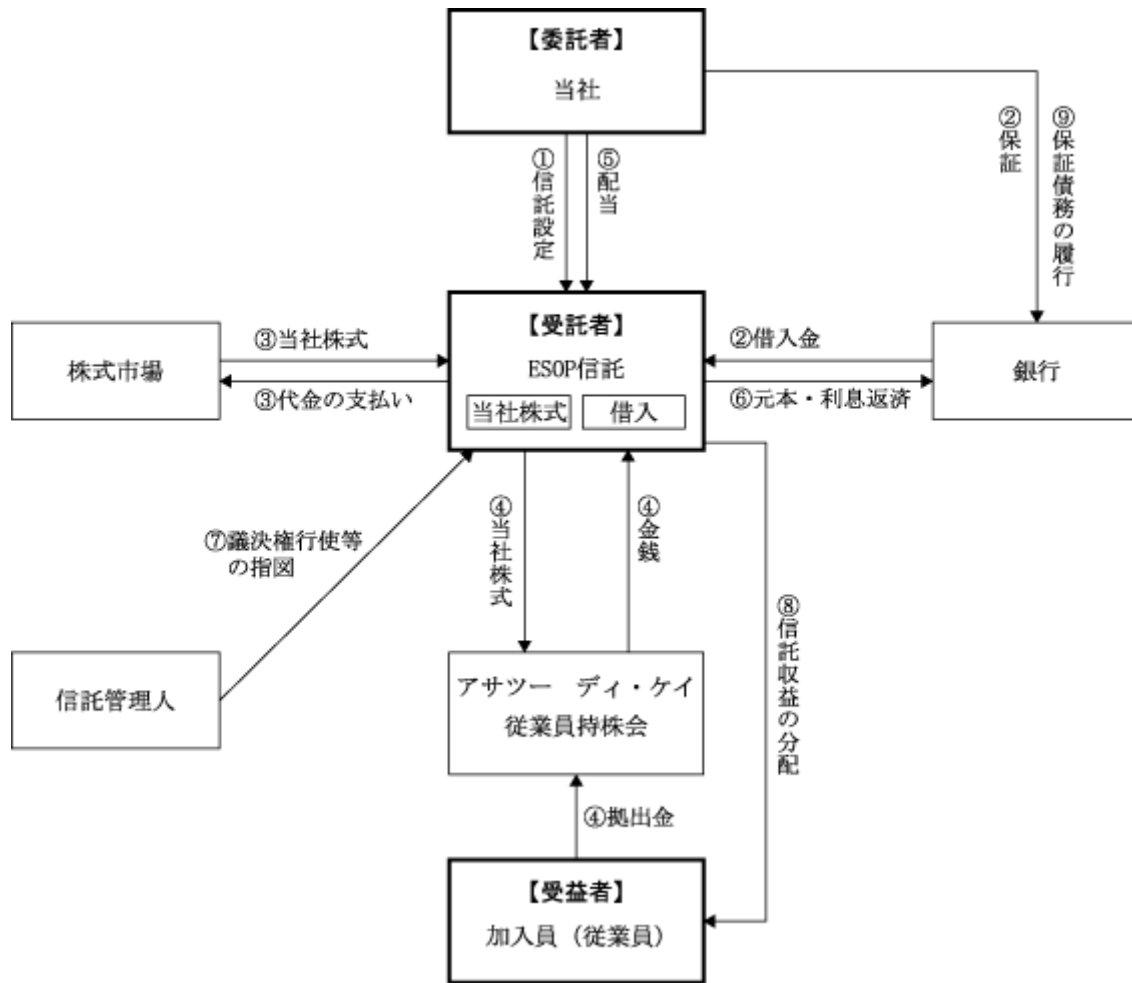 【委託者】
当社
①信託設定
⑤配当
②保証
⑨保証債務の履行
株式市場
③当社株式
③代金の支払い
【受託者】
ESOP信託
当社株式
借入
②借入金
⑥元本・利息返済
銀行
⑦議決権行使等
の指図
④当社株式
④金銭
⑧信託収益の分配
信託管理人
アサツー ディ・ケイ
従業員持株会
④拠出金
【受益者】
加入員（従業員）